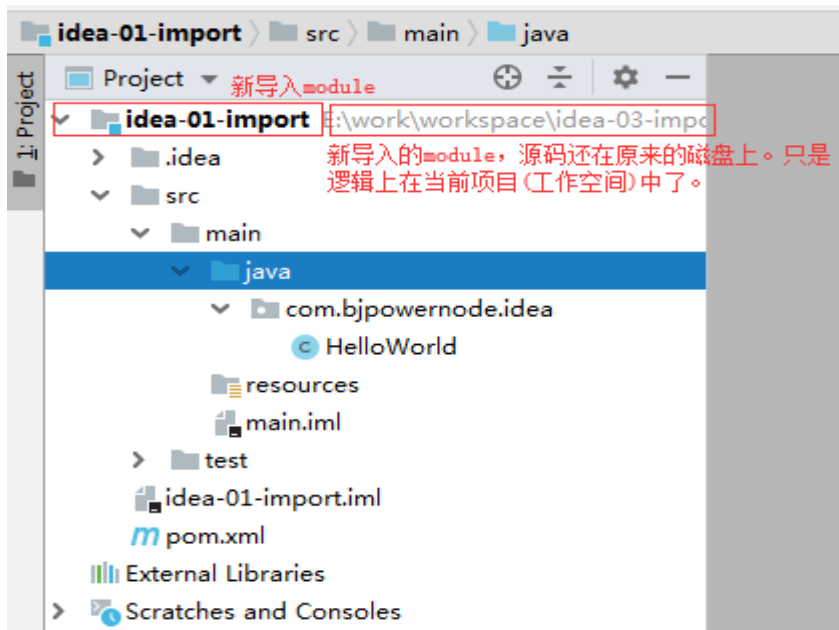 idea-01-import 〉 src 〉 main 〉 java
1: Project
Project
新导入module
idea-01-import E:\work\workspace\idea-03-impo
.idea
新导入的module，源码还在原来的磁盘上。只是
逻辑上在当前项目(工作空间)中了。
src
main
java
com.bjpowernode.idea
C HelloWorld
resources
main.iml
test
idea-01-import.iml
m pom.xml
External Libraries
Scratches and Consoles